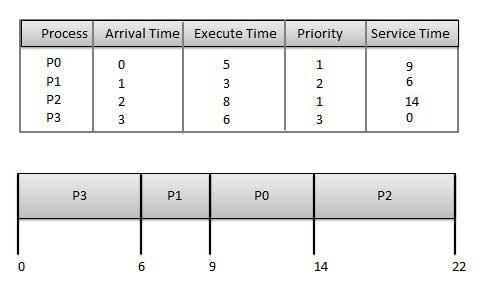 Process Arrival Time Execute Time Priority Service Time
P0 0 5 1 9
P1 1 3 2 6
P2 2 8 1 14
P3 3 6 3 0
P3 P1 P0 P2
0 6 9 14 22